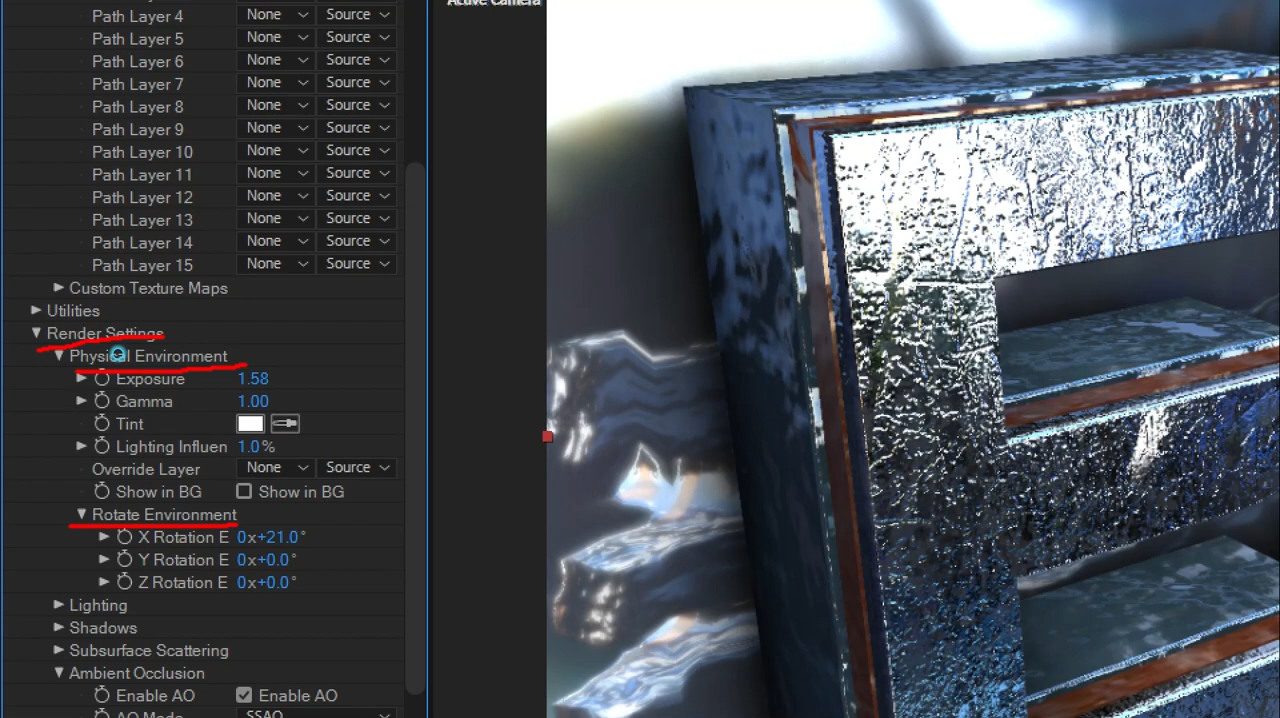 Active Camera
Path Layer 4 None Source
Path Layer 5 None Source
Path Layer 6 None Source
Path Layer 7 None Source
Path Layer 8 None Source
Path Layer 9 None Source
Path Layer 10 None Source
Path Layer 11 None Source
Path Layer 12 None Source
Path Layer 13 None Source
Path Layer 14 None Source
Path Layer 15 None Source
Custom Texture Maps
Utilities
Render Settings
Physical Environment
Exposure 1.58
Gamma 1.00
Tint
Lighting Influen 1.0%
Override Layer None Source
Show in BG Show in BG
Rotate Environment
X Rotation E 0x+21.0°
Y Rotation E 0x+0.0°
Z Rotation E 0x+0.0°
Lighting
Shadows
Subsurface Scattering
Ambient Occlusion
Enable AO Enable AO
AO Mode SSAO